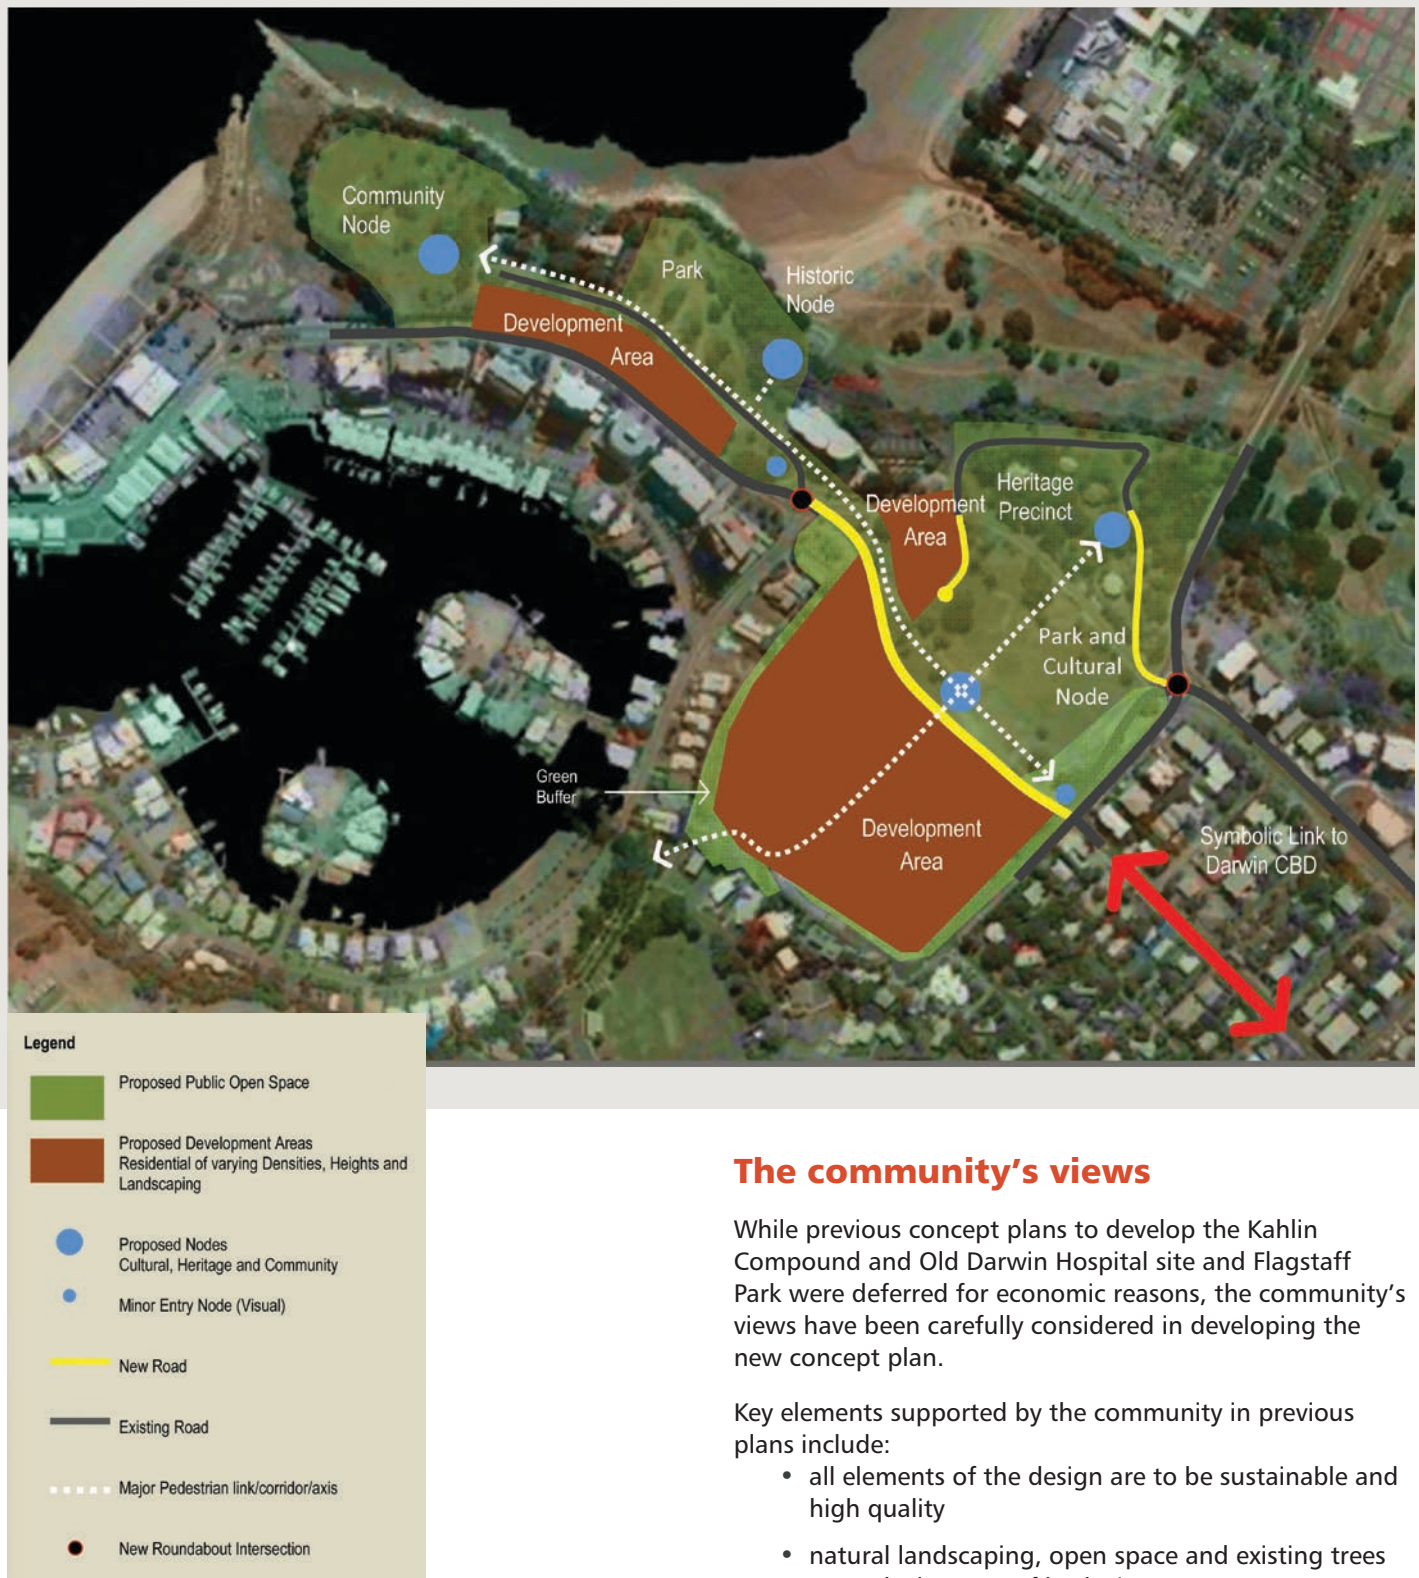 Community
Node
Park
Historic
Node
Development
Area
Development
Area
Heritage
Precinct
Park and
Cultural
Node
Green
Buffer
Development
Area
Symbolic Link to
Darwin CBD
Legend
Proposed Public Open Space
Proposed Development Areas
Residential of varying Densities, Heights and
Landscaping
Proposed Nodes
Cultural, Heritage and Community
Minor Entry Node (Visual)
New Road
Existing Road
Major Pedestrian link/corridor/axis
New Roundabout Intersection
The community’s views
While previous concept plans to develop the Kahlin
Compound and Old Darwin Hospital site and Flagstaff
Park were deferred for economic reasons, the community’s
views have been carefully considered in developing the
new concept plan.
Key elements supported by the community in previous
plans include:
• all elements of the design are to be sustainable and
high quality
• natural landscaping, open space and existing trees